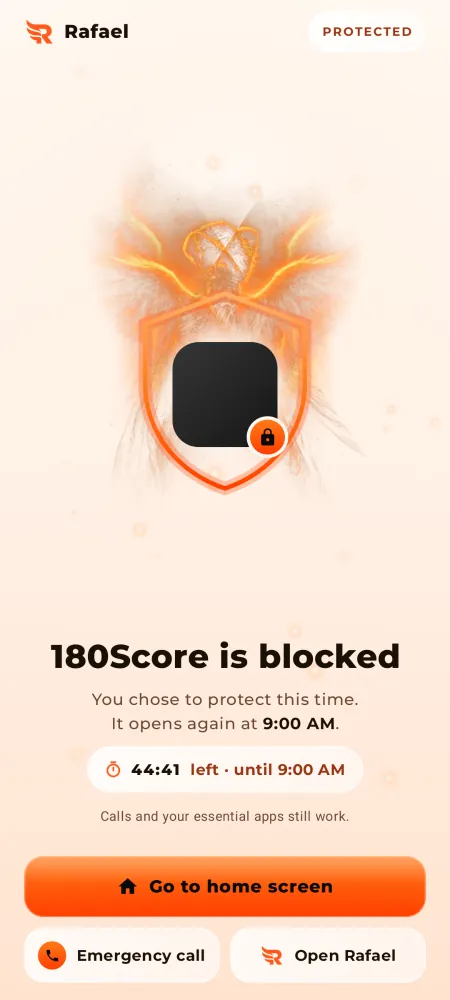 Rafael
PROTECTED
180Score is blocked
You chose to protect this time.
It opens again at 9:00 AM.
44:41 left · until 9:00 AM
Calls and your essential apps still work.
Go to home screen
Emergency call
Open Rafael